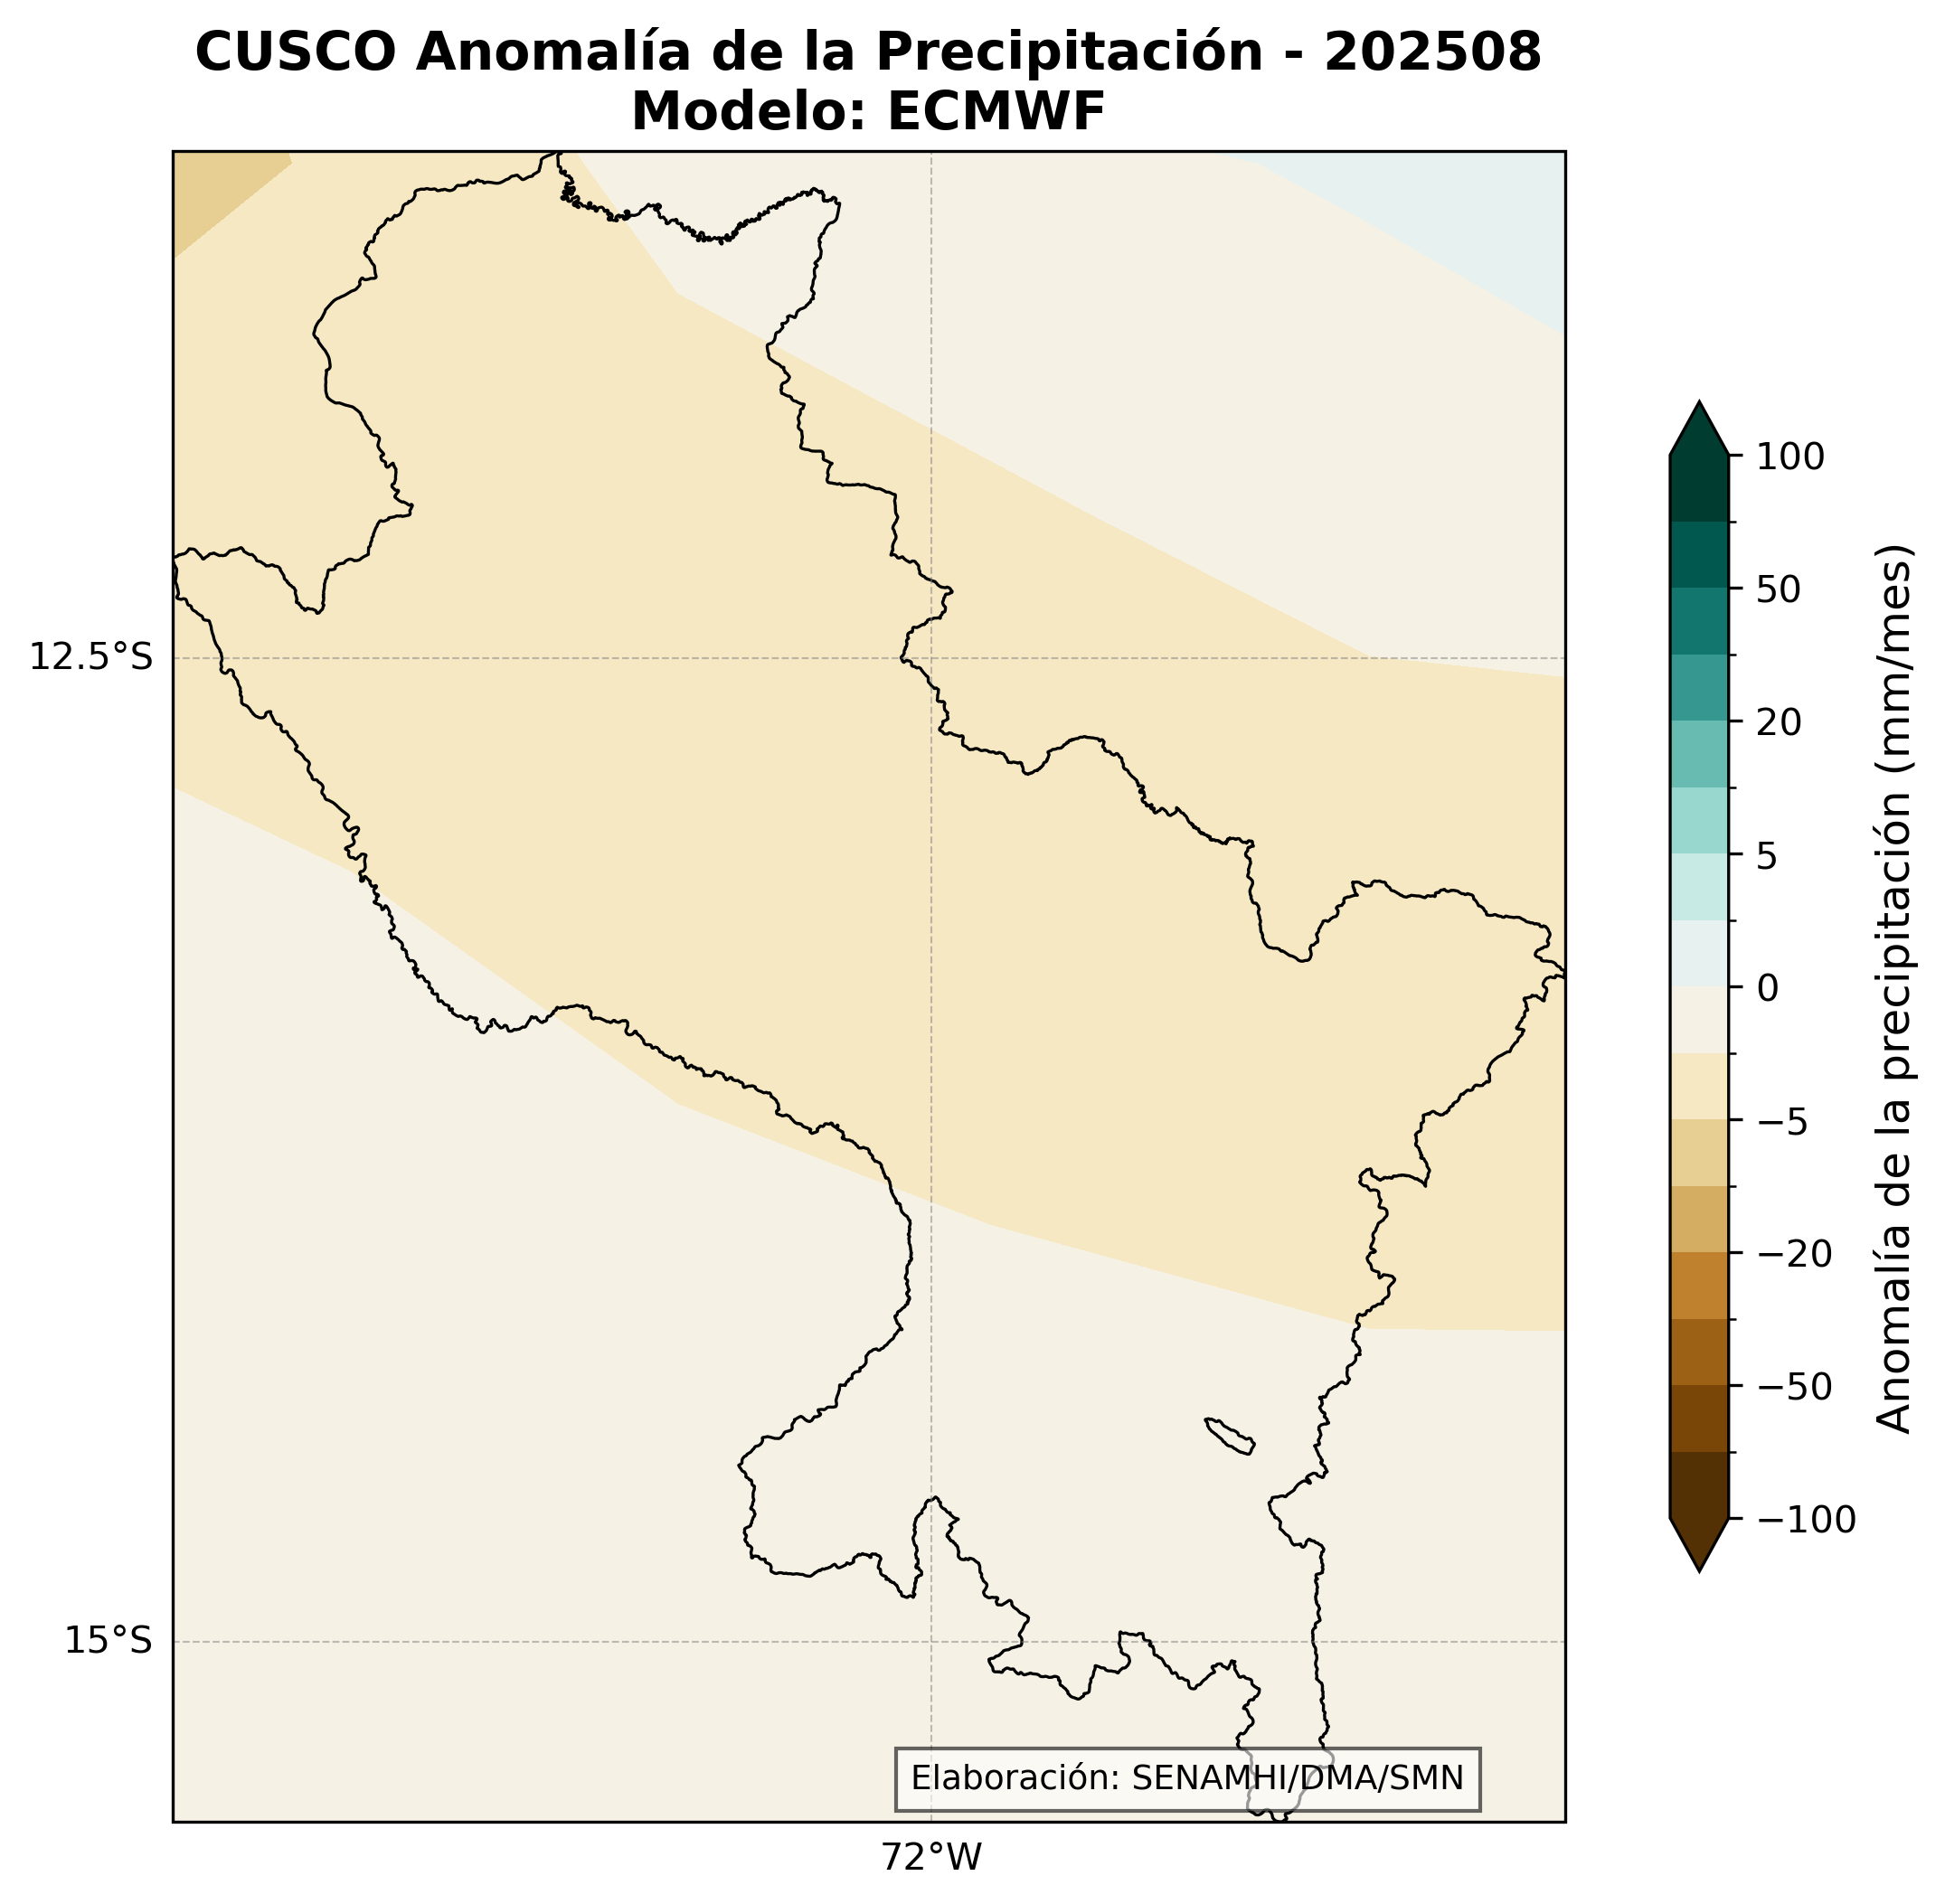 CUSCO Anomalía de la Precipitación - 202508
Modelo: ECMWF
12.5°S
15°S
72°W
Elaboración: SENAMHI/DMA/SMN
100
50
20
5
0
−5
−20
−50
−100
Anomalía de la precipitación (mm/mes)